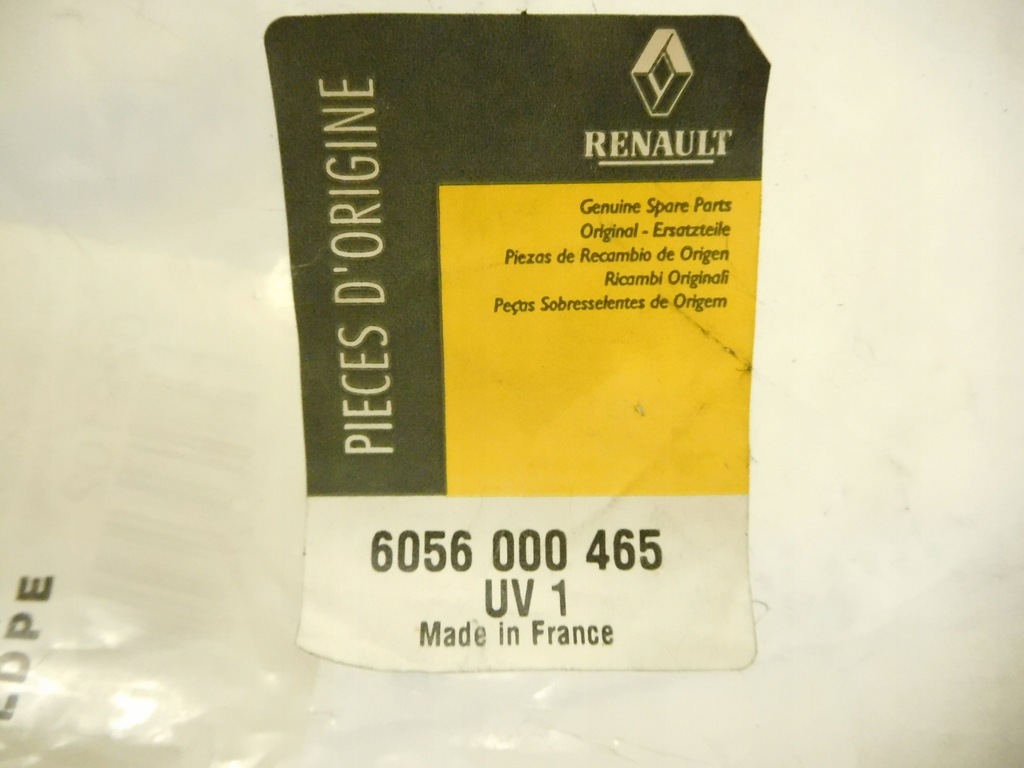 PIECES D'ORIGINE
RENAULT
Genuine Spare Parts
Original - Ersatzteile
Piezas de Recambio de Origen
Ricambi Originali
Peças Sobresselentes de Origem
6056 000 465
UV 1
Made in France
LDPE